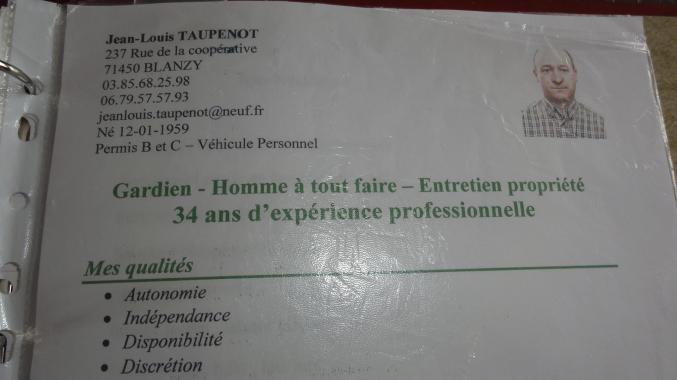 Jean-Louis TAUPENOT
237 Rue de la coopérative
71450 BLANZY
03.85.68.25.98
06.79.57.57.93
jeanlouis.taupenot@neuf.fr
Né 12-01-1959
Permis B et C – Véhicule Personnel
Gardien - Homme à tout faire – Entretien propriété
34 ans d'expérience professionnelle
Mes qualités
• Autonomie
• Indépendance
• Disponibilité
• Discrétion